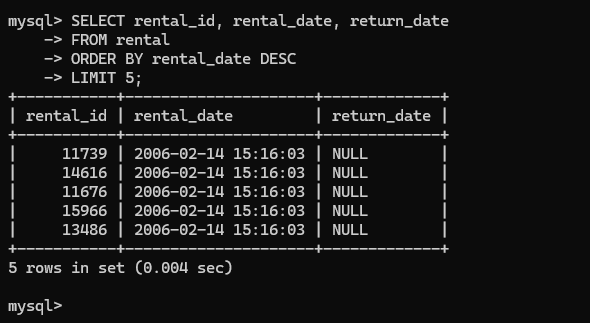 mysql> SELECT rental_id, rental_date, return_date
    -> FROM rental
    -> ORDER BY rental_date DESC
    -> LIMIT 5;
+-----------+---------------------+-------------+
| rental_id | rental_date         | return_date |
+-----------+---------------------+-------------+
|     11739 | 2006-02-14 15:16:03 | NULL        |
|     14616 | 2006-02-14 15:16:03 | NULL        |
|     11676 | 2006-02-14 15:16:03 | NULL        |
|     15966 | 2006-02-14 15:16:03 | NULL        |
|     13486 | 2006-02-14 15:16:03 | NULL        |
+-----------+---------------------+-------------+
5 rows in set (0.004 sec)

mysql>